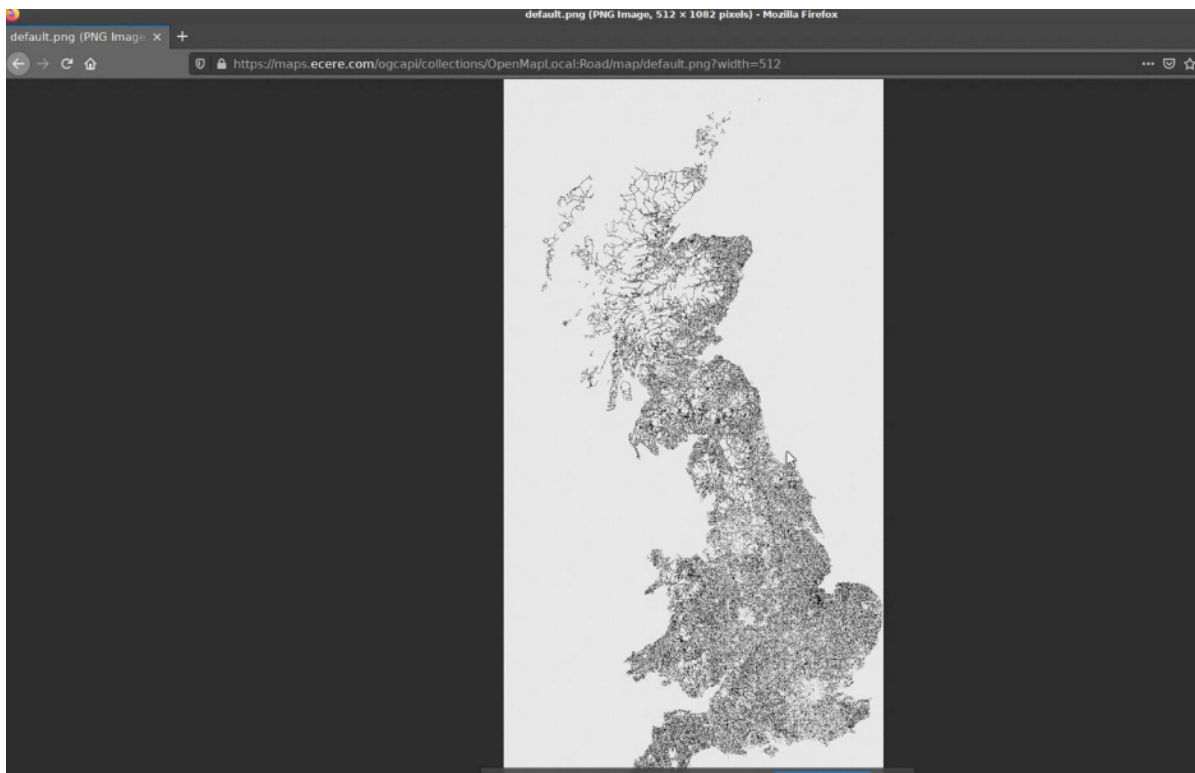 default.png (PNG Image, 512 × 1082 pixels) - Mozilla Firefox
default.png (PNG Image
https://maps.ecere.com/ogcapi/collections/OpenMapLocal:Road/map/default.png?width=512